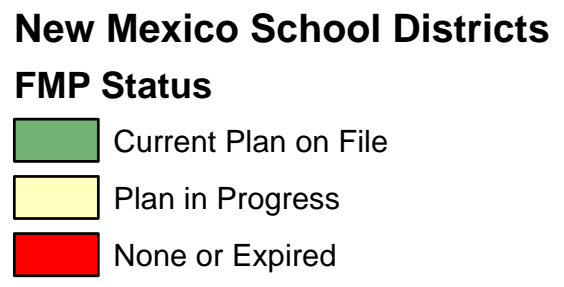 New Mexico School Districts
FMP Status
Current Plan on File
Plan in Progress
None or Expired